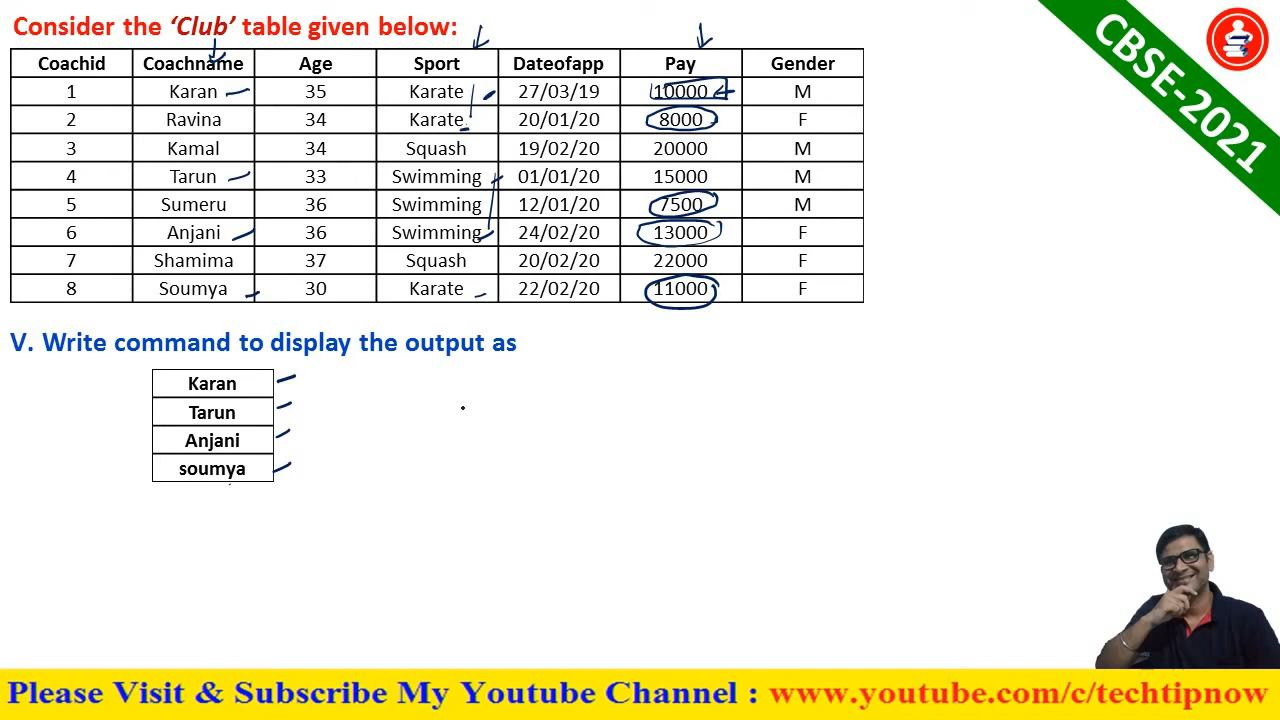 Consider the ‘Club’ table given below:
CBSE-2021
Coachid Coachname Age Sport Dateofapp Pay Gender
1 Karan 35 Karate 27/03/19 10000 M
2 Ravina 34 Karate 20/01/20 8000 F
3 Kamal 34 Squash 19/02/20 20000 M
4 Tarun 33 Swimming 01/01/20 15000 M
5 Sumeru 36 Swimming 12/01/20 7500 M
6 Anjani 36 Swimming 24/02/20 13000 F
7 Shamima 37 Squash 20/02/20 22000 F
8 Soumya 30 Karate 22/02/20 11000 F
V. Write command to display the output as
Karan
Tarun
Anjani
soumya
Please Visit & Subscribe My Youtube Channel : www.youtube.com/c/techtipnow